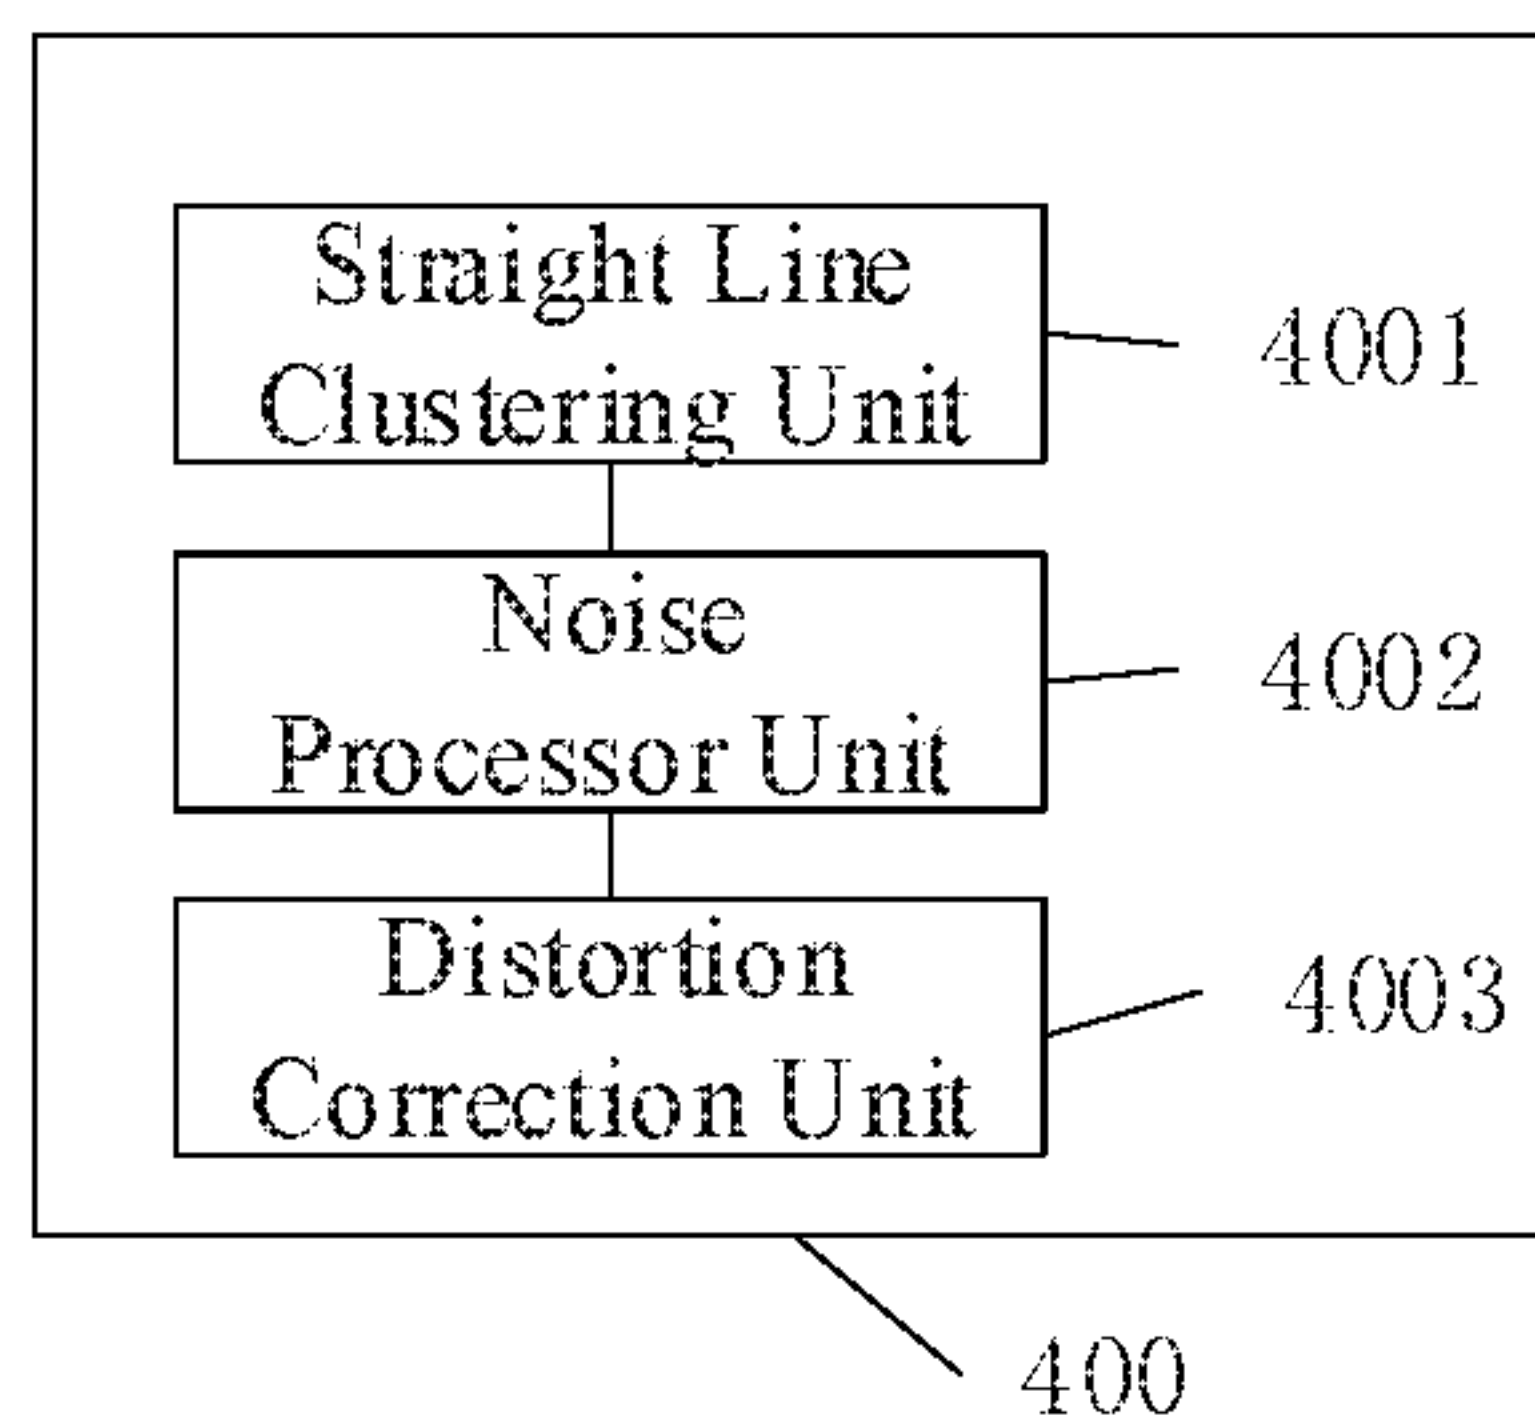 Straight Line
Clustering Unit
4001
Noise
Processor Unit
4002
Distortion
Correction Unit
4003
400